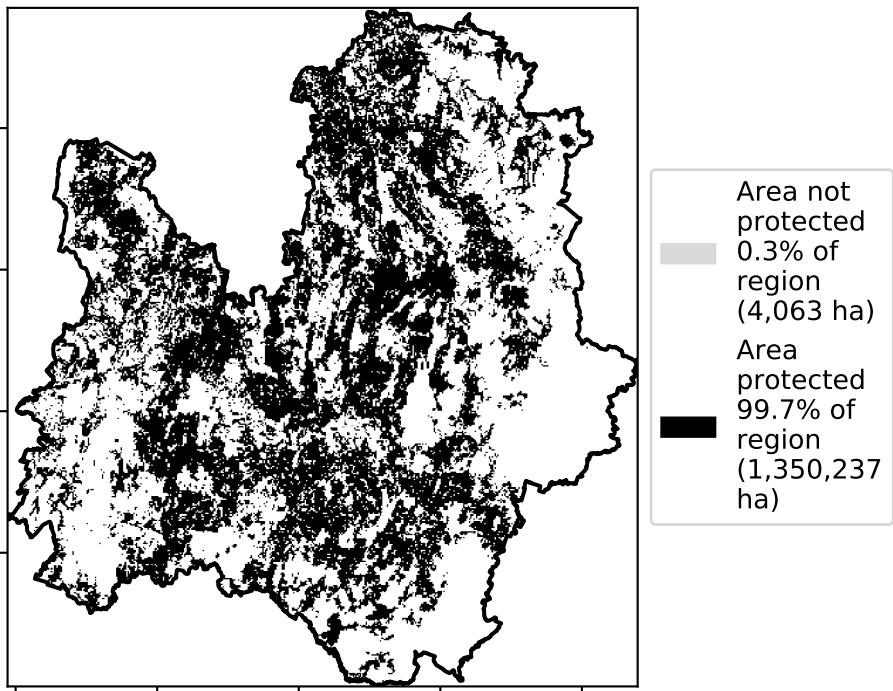 Area not
protected
0.3% of
region
(4,063 ha)
Area
protected
99.7% of
region
(1,350,237
ha)